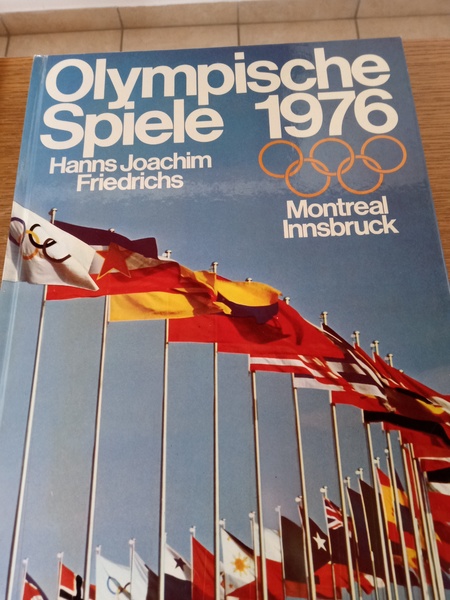 Olympische
Spiele 1976
Hanns Joachim
Friedrichs
Montreal
Innsbruck